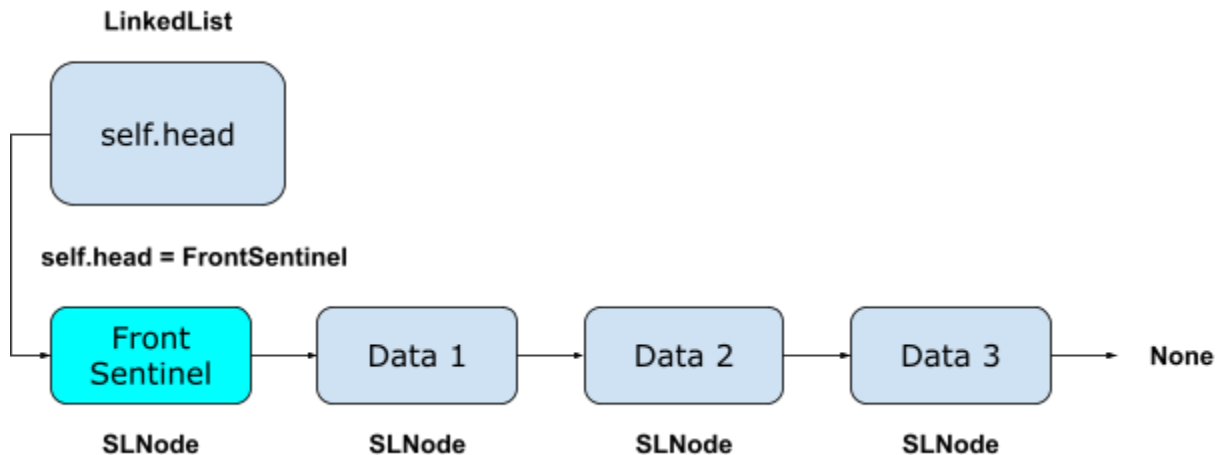 LinkedList
self.head
self.head = FrontSentinel
Front
Sentinel
Data 1
Data 2
Data 3
None
SLNode
SLNode
SLNode
SLNode